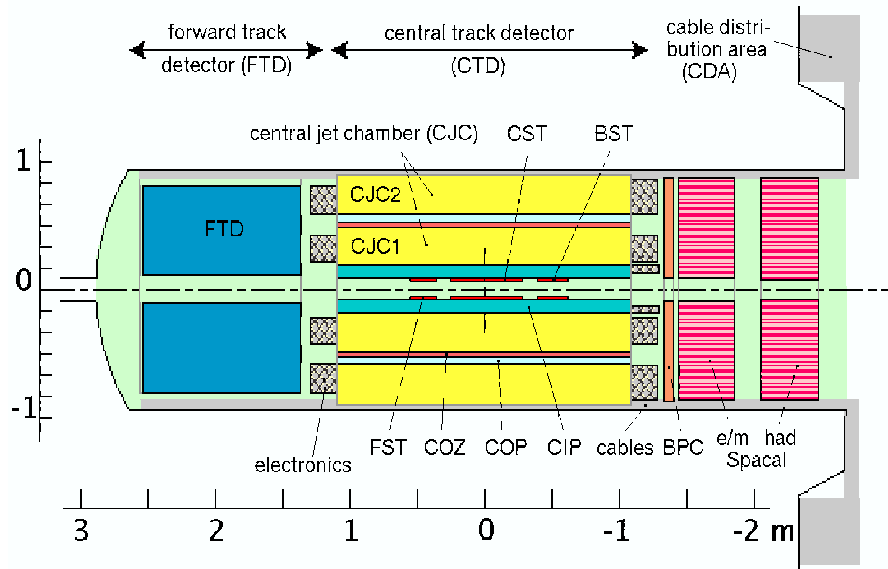 forward track
detector (FTD)
central track detector
(CTD)
cable distri-
bution area
(CDA)
central jet chamber (CJC)
CST
BST
1
CJC2
FTD
CJC1
0
-1
electronics
FST
COZ
COP
CIP
cables
BPC
e/m
had
Spacal
3
2
1
0
-1
-2
m